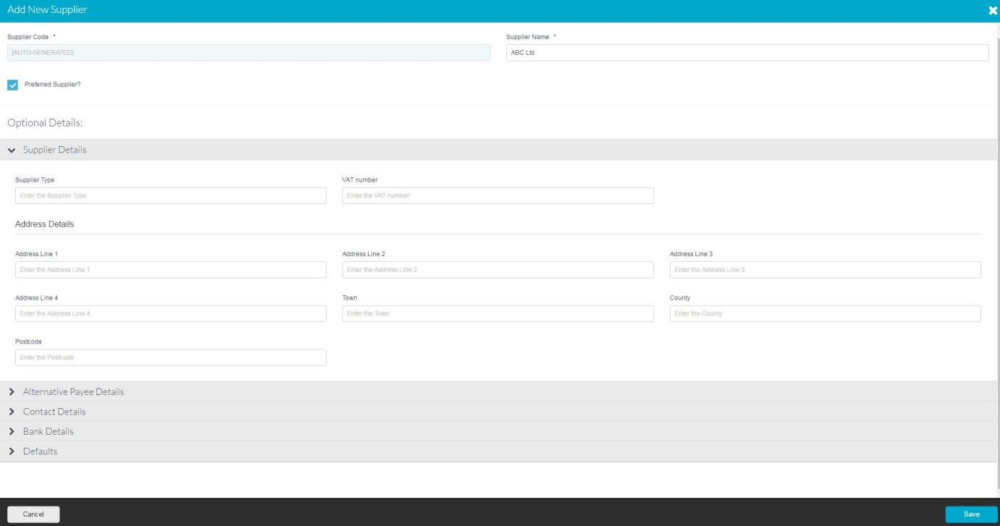 Add New Supplier
Supplier Code * Supplier Name *
[AUTO-GENERATED] ABC Ltd
Preferred Supplier?
Optional Details:
Supplier Details
Supplier Type VAT number
Enter the Supplier Type Enter the VAT number
Address Details
Address Line 1 Address Line 2 Address Line 3
Enter the Address Line 1 Enter the Address Line 2 Enter the Address Line 3
Address Line 4 Town County
Enter the Address Line 4 Enter the Town Enter the County
Postcode
Enter the Postcode
Alternative Payee Details
Contact Details
Bank Details
Defaults
Cancel Save